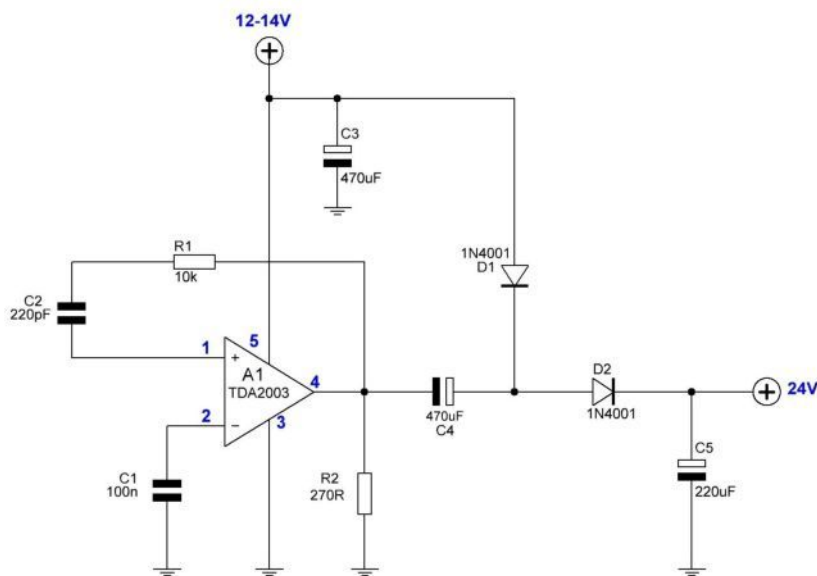 12-14V
C3
470uF
R1
10k
1N4001
D1
C2
220pF
1
5
A1
TDA2003
4
2
3
470uF
C4
D2
1N4001
24V
C1
100n
R2
270R
C5
220uF
+
−